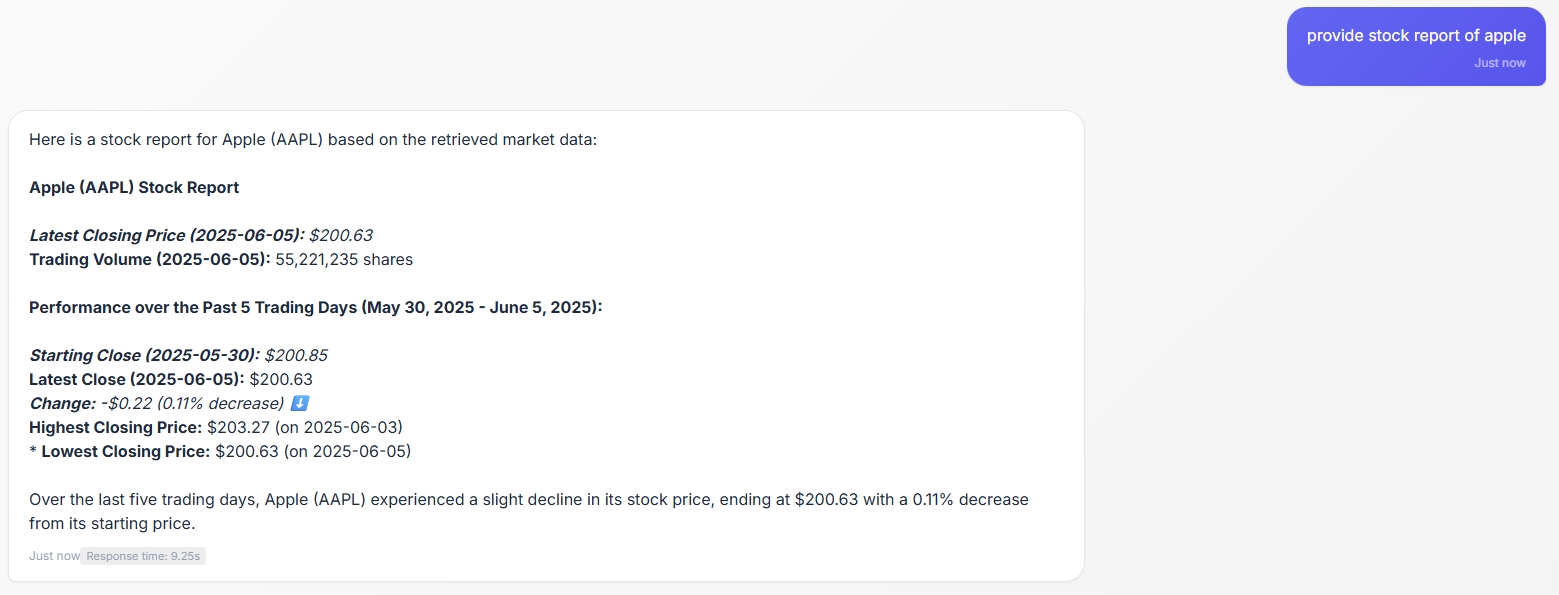 provide stock report of apple
Just now
Here is a stock report for Apple (AAPL) based on the retrieved market data:
Apple (AAPL) Stock Report
Latest Closing Price (2025-06-05): $200.63
Trading Volume (2025-06-05): 55,221,235 shares
Performance over the Past 5 Trading Days (May 30, 2025 - June 5, 2025):
Starting Close (2025-05-30): $200.85
Latest Close (2025-06-05): $200.63
Change: -$0.22 (0.11% decrease) ⬇️
Highest Closing Price: $203.27 (on 2025-06-03)
* Lowest Closing Price: $200.63 (on 2025-06-05)
Over the last five trading days, Apple (AAPL) experienced a slight decline in its stock price, ending at $200.63 with a 0.11% decrease
from its starting price.
Just now Response time: 9.25s